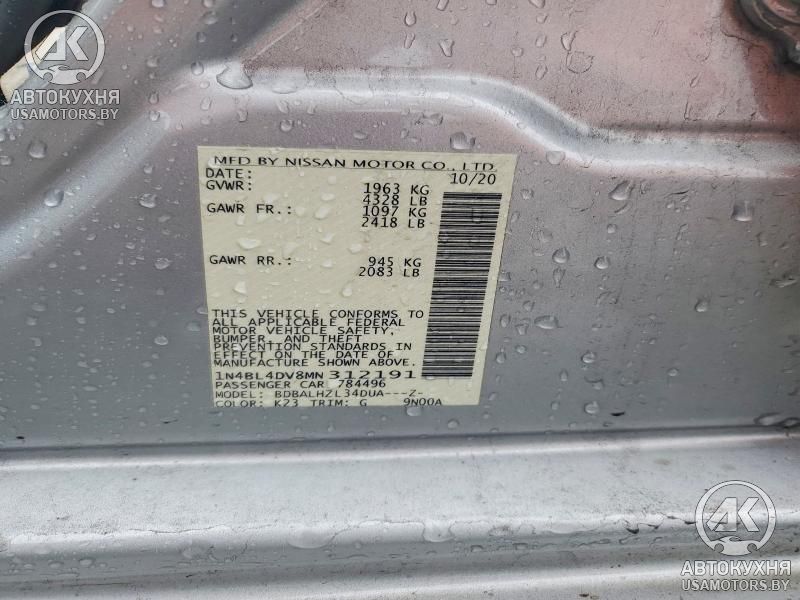 AK
АВТОКУХНЯ
USAMOTORS.BY
MFD BY NISSAN MOTOR CO., LTD.
DATE: 10/20
GVWR: 1963 KG
4328 LB
GAWR FR.: 1097 KG
2418 LB
GAWR RR.: 945 KG
2083 LB
THIS VEHICLE CONFORMS TO
ALL APPLICABLE FEDERAL
MOTOR VEHICLE SAFETY,
BUMPER, AND THEFT
PREVENTION STANDARDS IN
EFFECT ON THE DATE OF
MANUFACTURE SHOWN ABOVE.
1N4BL4DV8MN312191
PASSENGER CAR 784496
MODEL: BDBALHZL34DUA---Z-
COLOR: K23 TRIM: G 9N00A
AK
АВТОКУХНЯ
USAMOTORS.BY